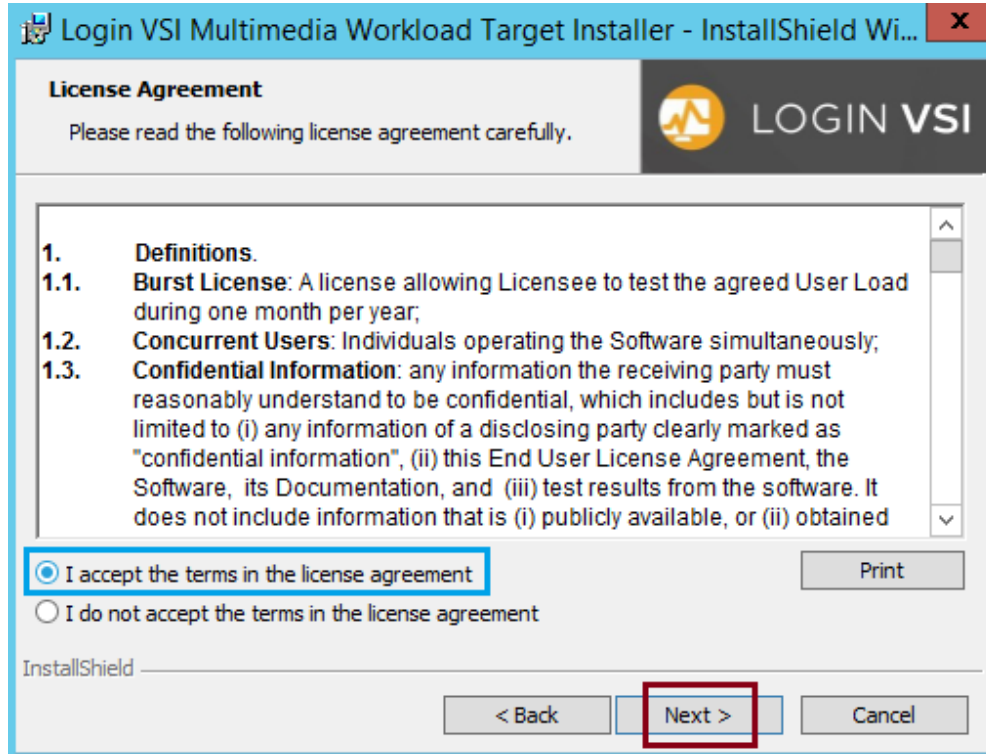 Login VSI Multimedia Workload Target Installer - InstallShield Wi... x
License Agreement
Please read the following license agreement carefully.
LOGIN VSI
1. Definitions.
1.1. Burst License: A license allowing Licensee to test the agreed User Load
during one month per year;
1.2. Concurrent Users: Individuals operating the Software simultaneously;
1.3. Confidential Information: any information the receiving party must
reasonably understand to be confidential, which includes but is not
limited to (i) any information of a disclosing party clearly marked as
"confidential information", (ii) this End User License Agreement, the
Software, its Documentation, and (iii) test results from the software. It
does not include information that is (i) publicly available, or (ii) obtained
I accept the terms in the license agreement
Print
I do not accept the terms in the license agreement
InstallShield
< Back Next > Cancel